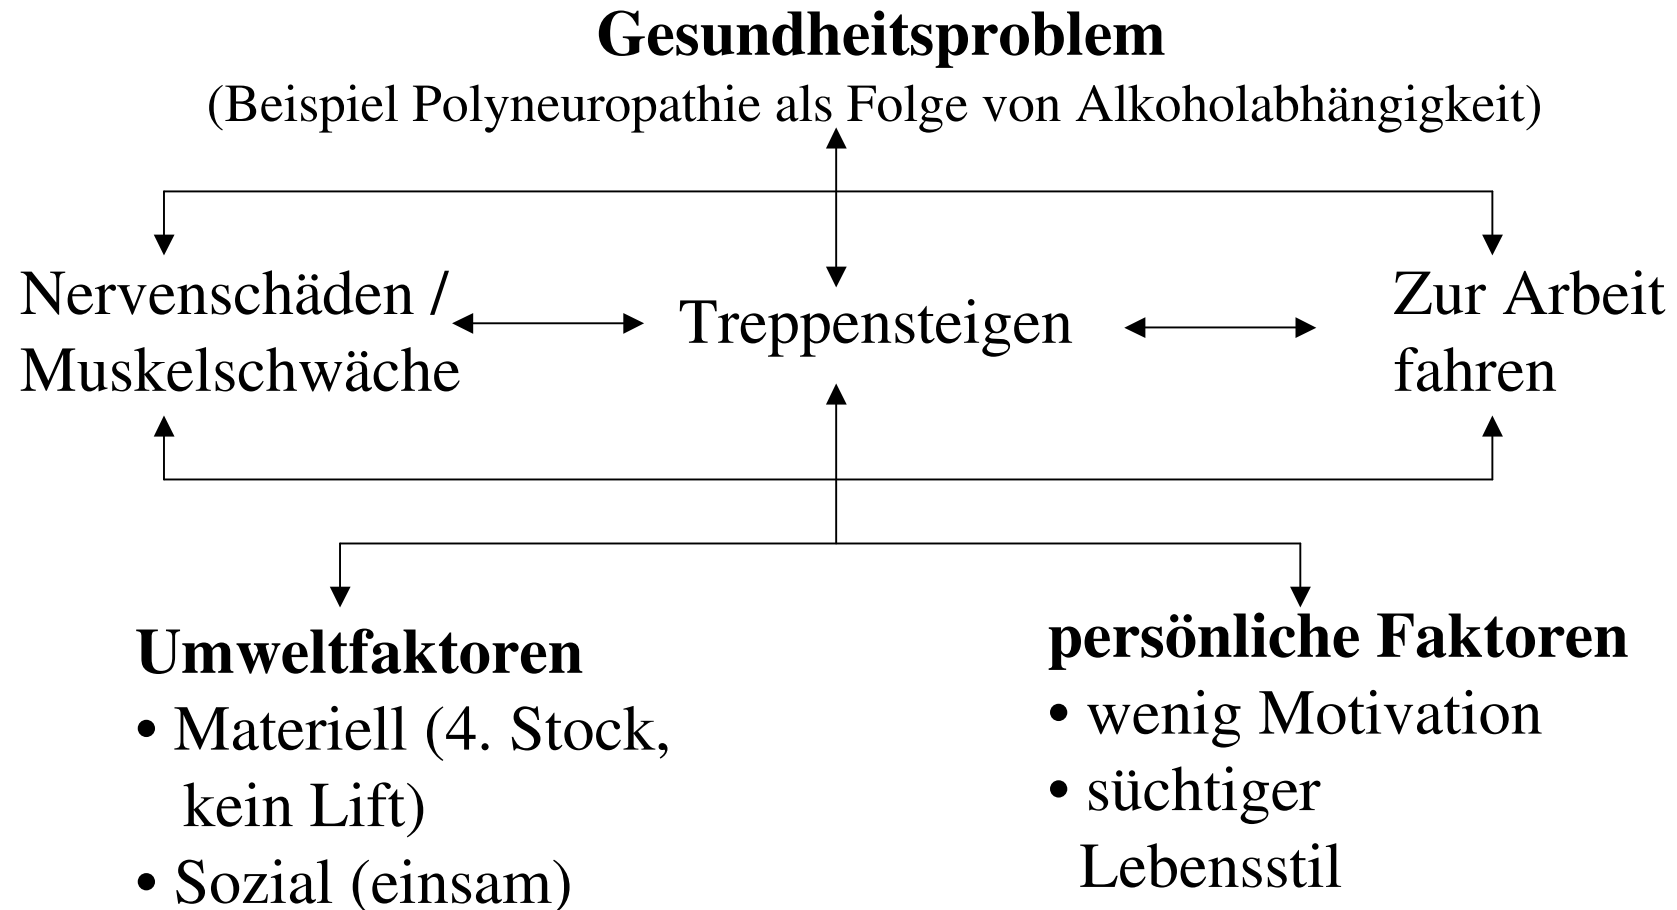 Gesundheitsproblem
(Beispiel Polyneuropathie als Folge von Alkoholabhängigkeit)
Nervenschäden /
Muskelschwäche
Treppensteigen
Zur Arbeit
fahren
Umweltfaktoren
• Materiell (4. Stock,
kein Lift)
• Sozial (einsam)
persönliche Faktoren
• wenig Motivation
• süchtiger
Lebensstil